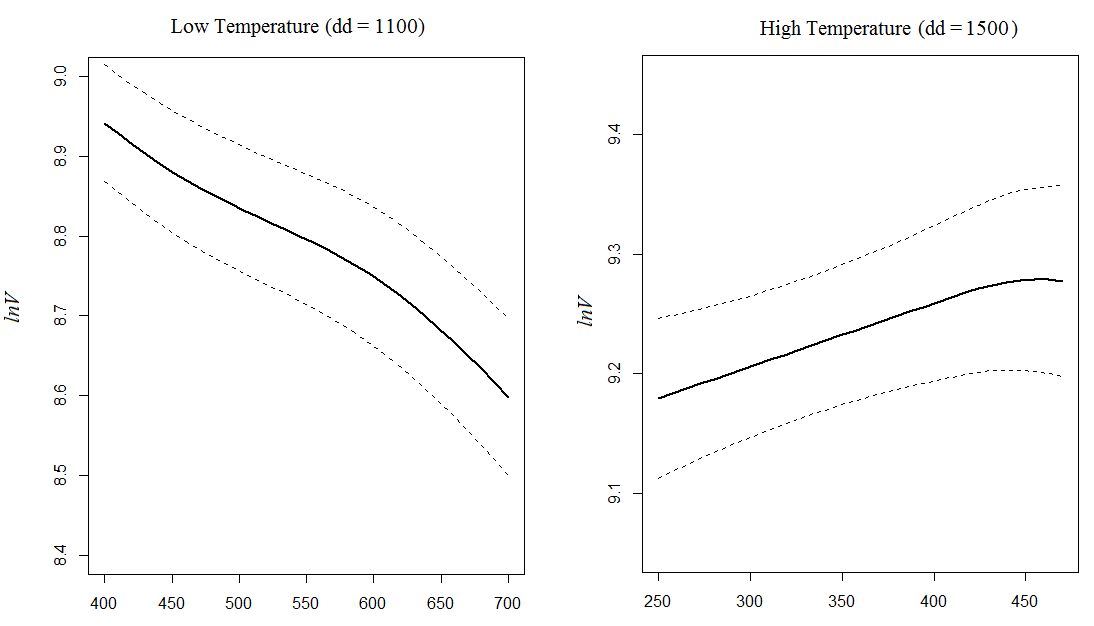 Low Temperature (dd = 1100)
9.0
8.9
8.8
8.7
8.6
8.5
8.4
lnV
400 450 500 550 600 650 700
High Temperature (dd = 1500)
9.4
9.3
9.2
9.1
lnV
250 300 350 400 450